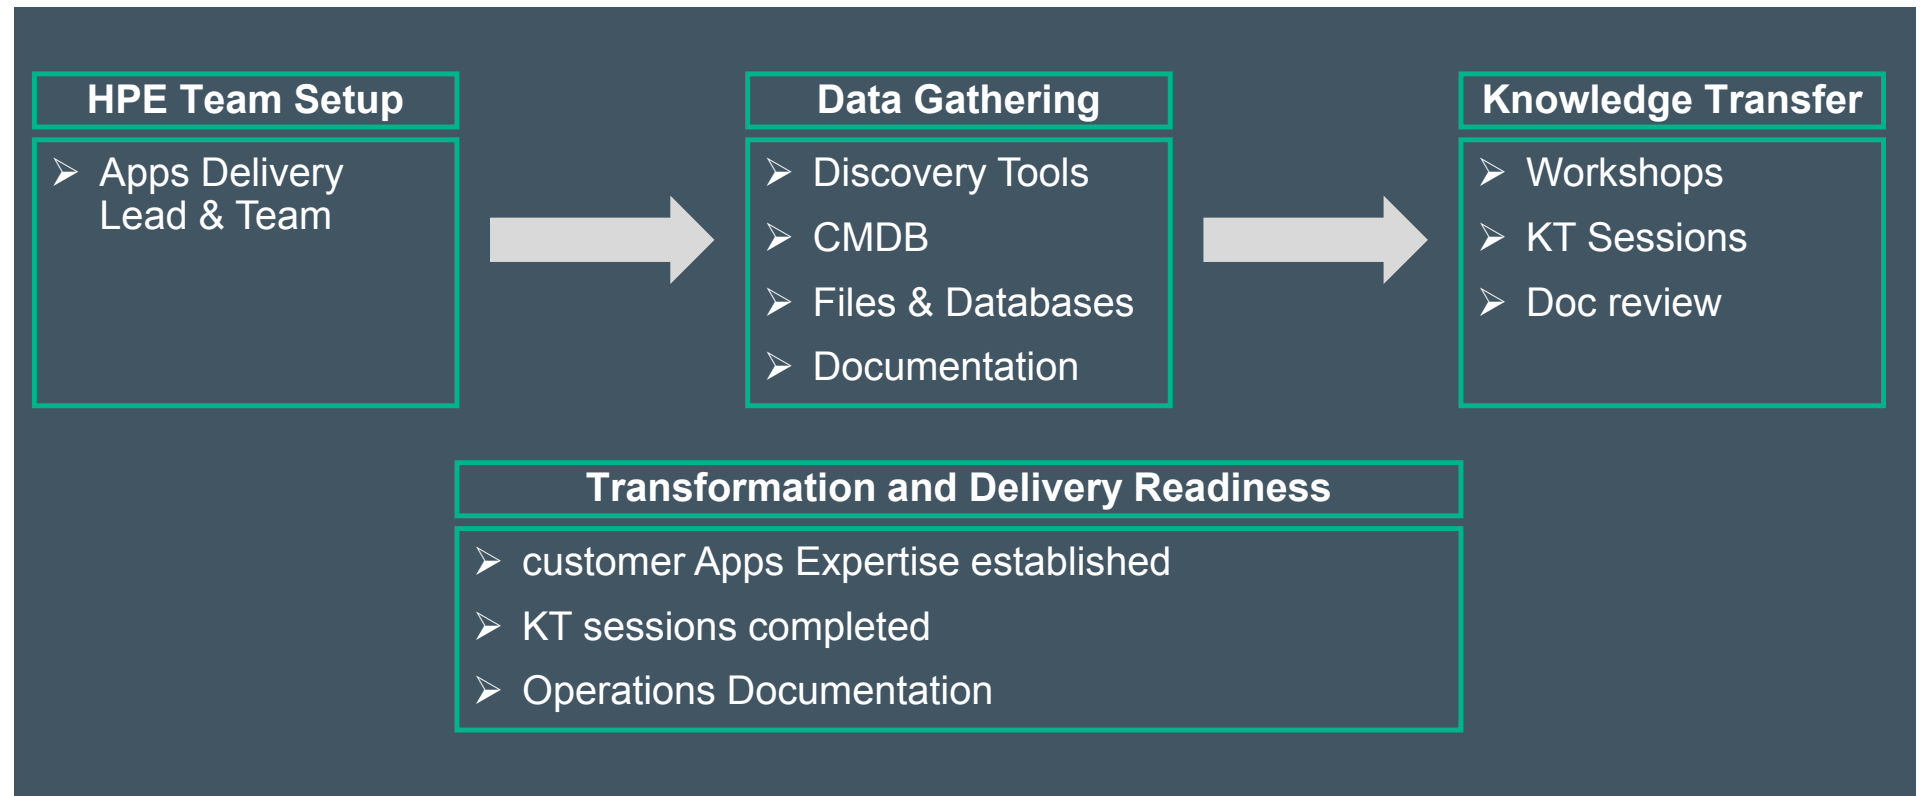 HPE Team Setup
Apps Delivery
Lead & Team
Data Gathering
Discovery Tools
CMDB
Files & Databases
Documentation
Knowledge Transfer
Workshops
KT Sessions
Doc review
Transformation and Delivery Readiness
customer Apps Expertise established
KT sessions completed
Operations Documentation